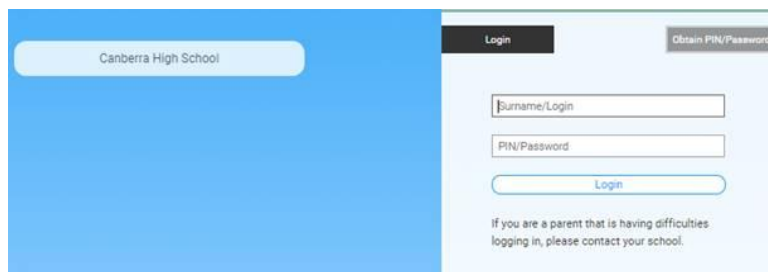 Canberra High School
Login
Obtain PIN/Password
Surname/Login
PIN/Password
Login
If you are a parent that is having difficulties
logging in, please contact your school.